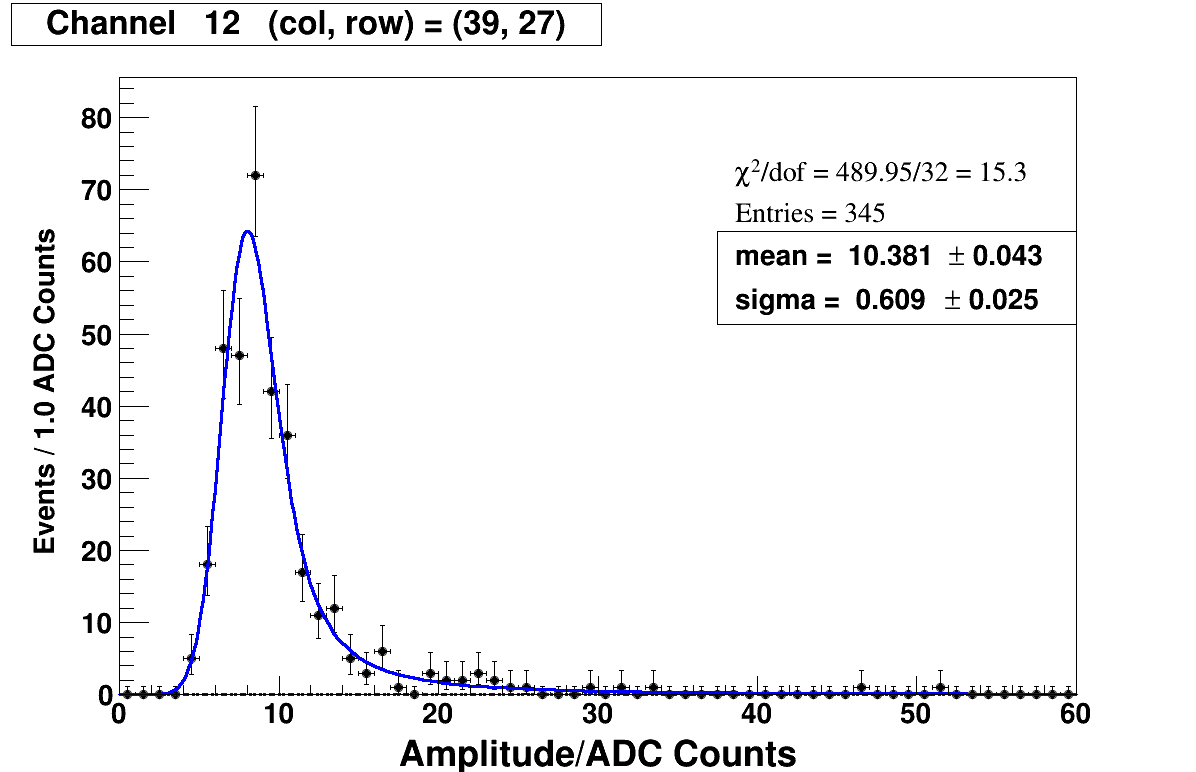 Channel 12 (col, row) = (39, 27)
80
70
60
50
40
30
20
10
0
Events / 1.0 ADC Counts
χ²/dof = 489.95/32 = 15.3
Entries = 345
mean = 10.381 ± 0.043
sigma = 0.609 ± 0.025
0 10 20 30 40 50 60
Amplitude/ADC Counts